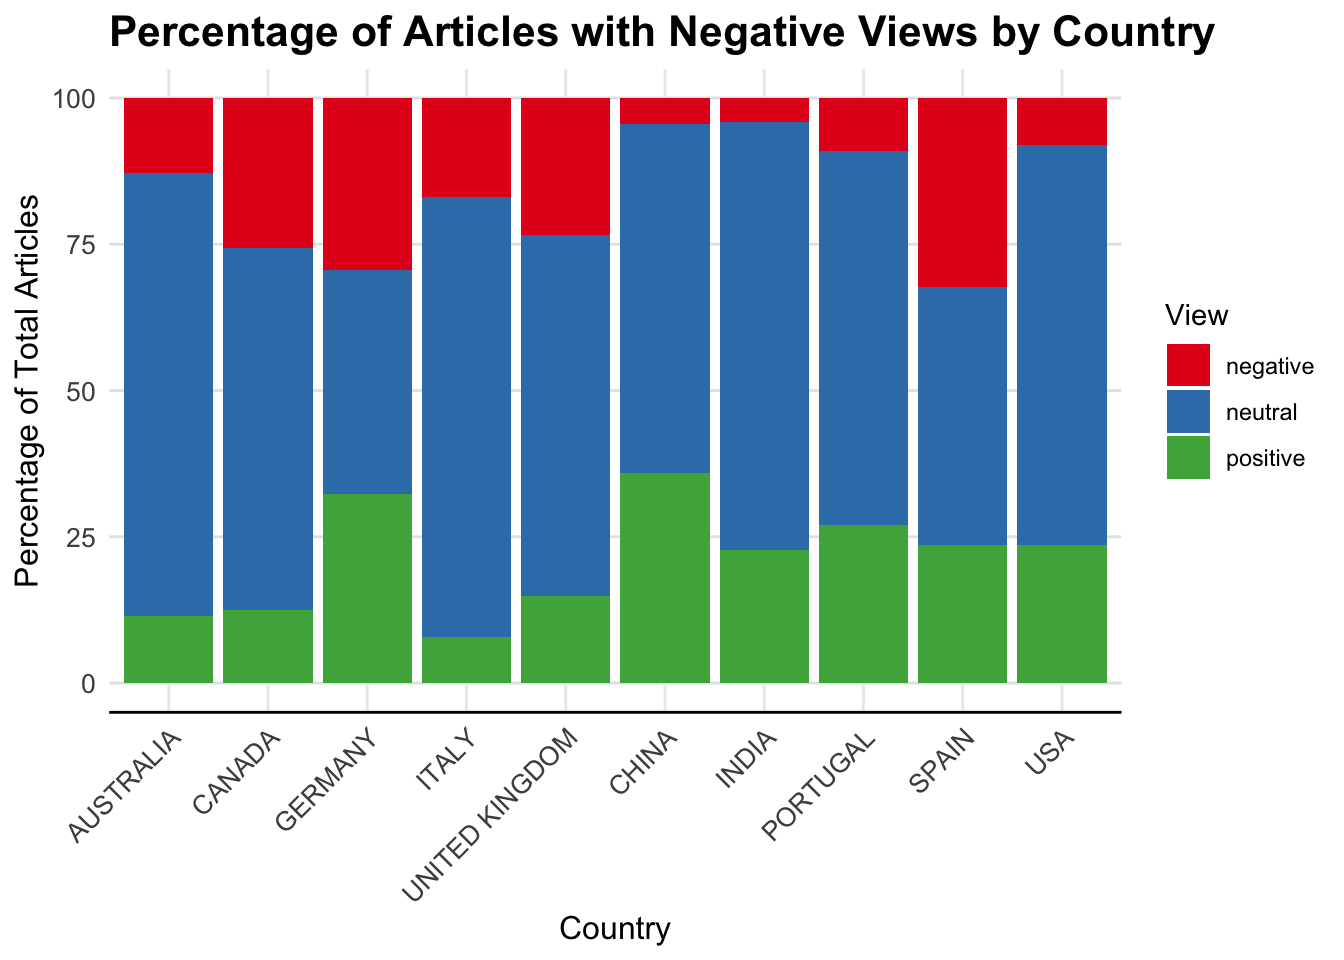 Percentage of Articles with Negative Views by Country
Percentage of Total Articles
100
75
50
25
0
AUSTRALIA
CANADA
GERMANY
ITALY
UNITED KINGDOM
CHINA
INDIA
PORTUGAL
SPAIN
USA
Country
View
negative
neutral
positive